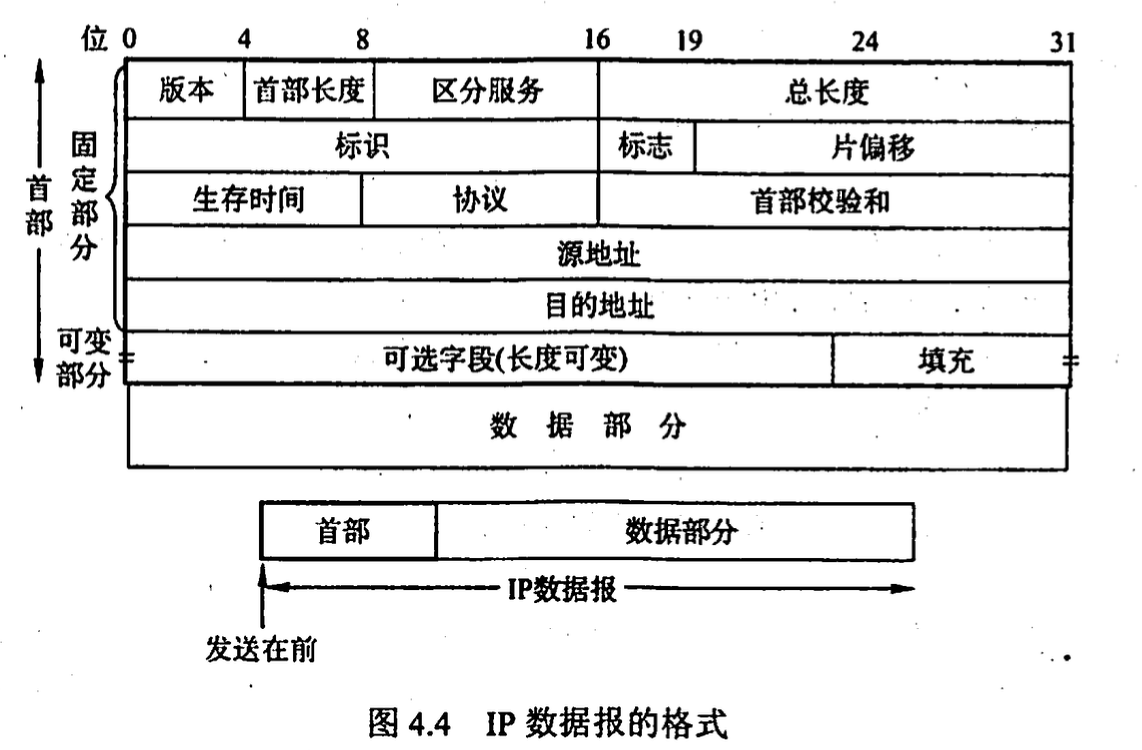 位 0 4 8 16 19 24 31
版本 首部长度 区分服务 总长度
标识 标志 片偏移
生存时间 协议 首部校验和
源地址
目的地址
可选字段(长度可变) 填充
数据部分
首部
固定部分
可变部分
首部 数据部分
IP数据报
发送在前
图 4.4 IP 数据报的格式